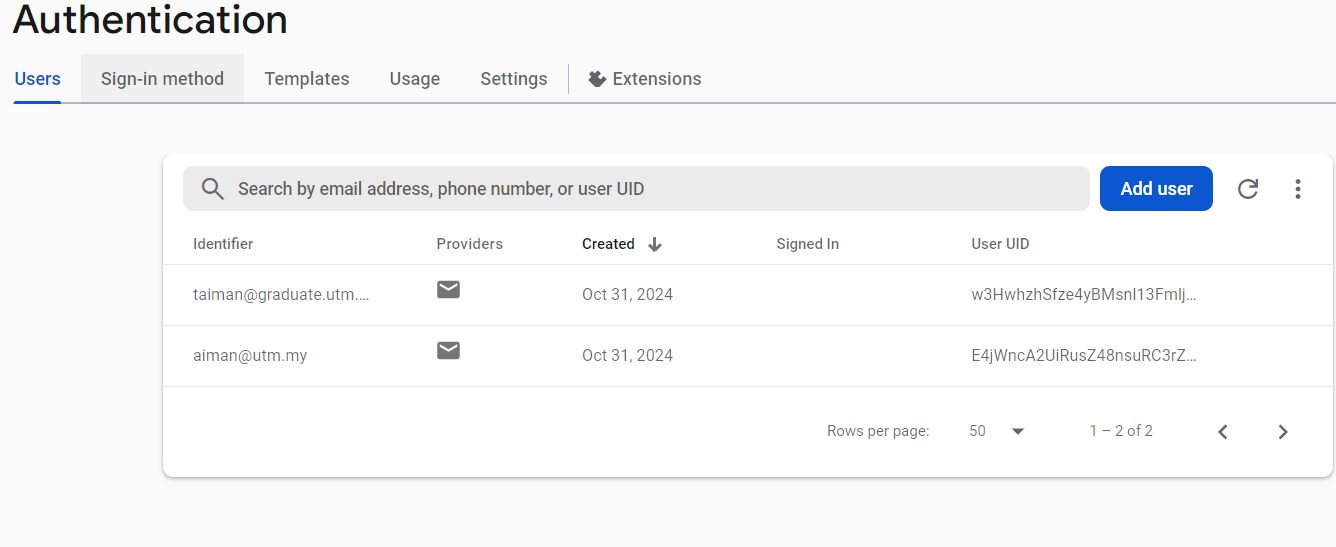 Authentication
Users Sign-in method Templates Usage Settings Extensions
Search by email address, phone number, or user UID Add user
Identifier Providers Created Signed In User UID
taiman@graduate.utm.... Oct 31, 2024 w3HwhzhSfze4yBMsnI13FmIj...
aiman@utm.my Oct 31, 2024 E4jWncA2UiRusZ48nsuRC3rZ...
Rows per page: 50 1 – 2 of 2